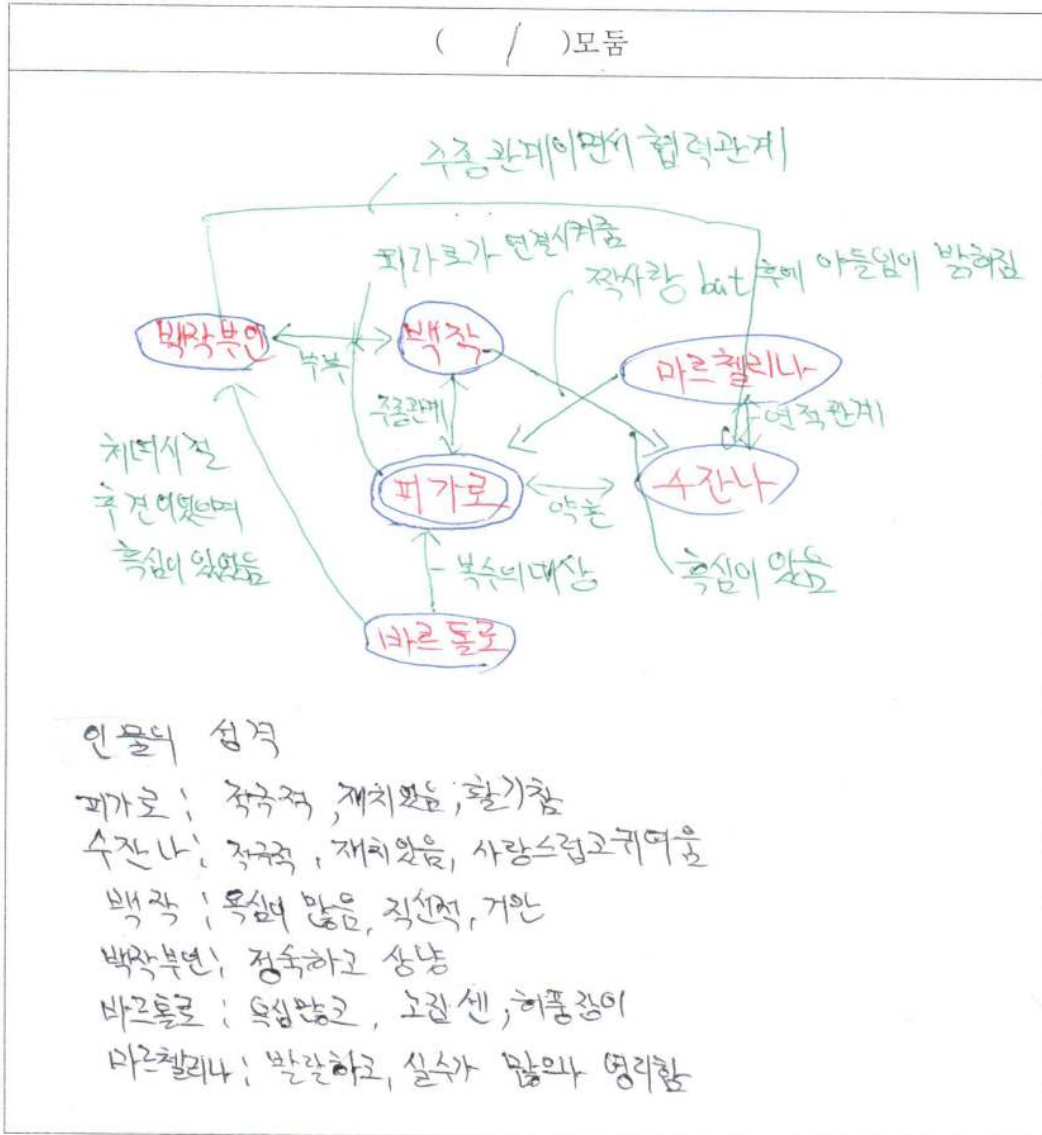 ( / )모둠
주종관계이면서 협력관계
피가로가 연결시켜줌
짝사랑 but 후에 아들임이 밝혀짐
백작부인
부부
백작
마르첼리나
주종관계
연적관계
처녀시절
후견이었으며
흑심이 있었음
피가로
약혼
수잔나
복수의 대상
흑심이 있음
바르톨로
인물의 성격
피가로; 적극적, 재치있음, 활기참
수잔나; 적극적, 재치있음, 사랑스럽고 귀여움
백작; 욕심이 많음, 직선적, 거만
백작부인; 정숙하고 상냥
바르톨로; 욕심많고, 고집 센, 허풍쟁이
마르첼리나; 발랄하고, 실수가 많으나 영리함